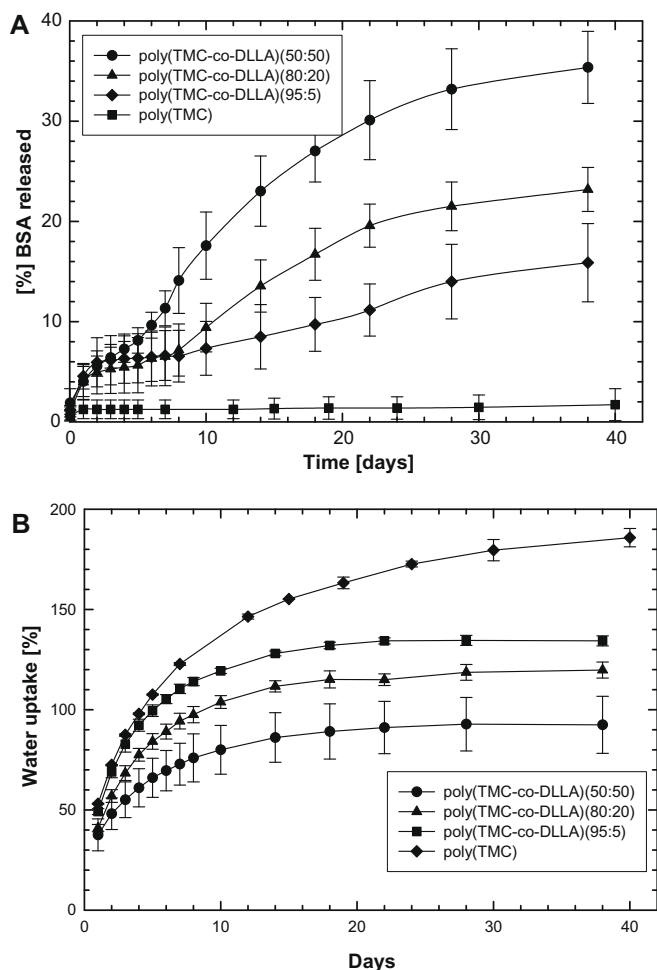 A
poly(TMC-co-DLLA)(50:50)
poly(TMC-co-DLLA)(80:20)
poly(TMC-co-DLLA)(95:5)
poly(TMC)
40
30
20
10
0
[%] BSA released
0 10 20 30 40
Time [days]
B
200
150
100
50
0
Water uptake [%]
poly(TMC-co-DLLA)(50:50)
poly(TMC-co-DLLA)(80:20)
poly(TMC-co-DLLA)(95:5)
poly(TMC)
0 10 20 30 40
Days